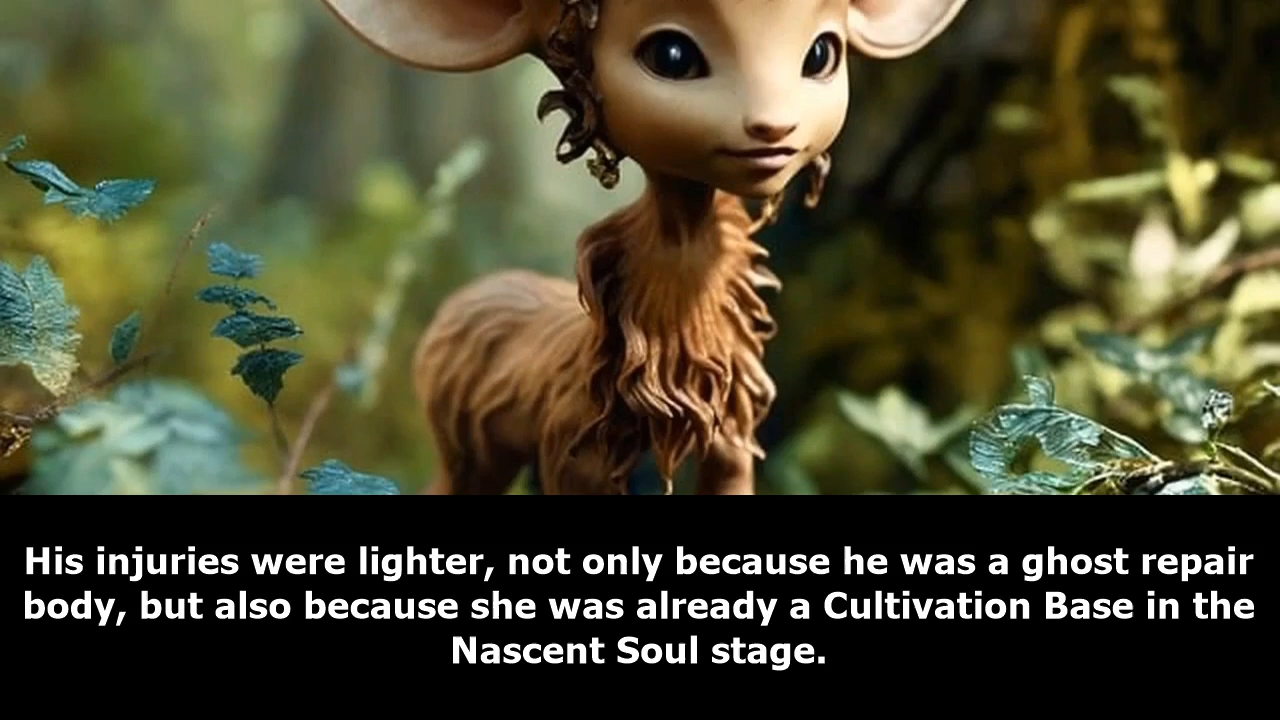 His injuries were lighter, not only because he was a ghost repair
body, but also because she was already a Cultivation Base in the
Nascent Soul stage.